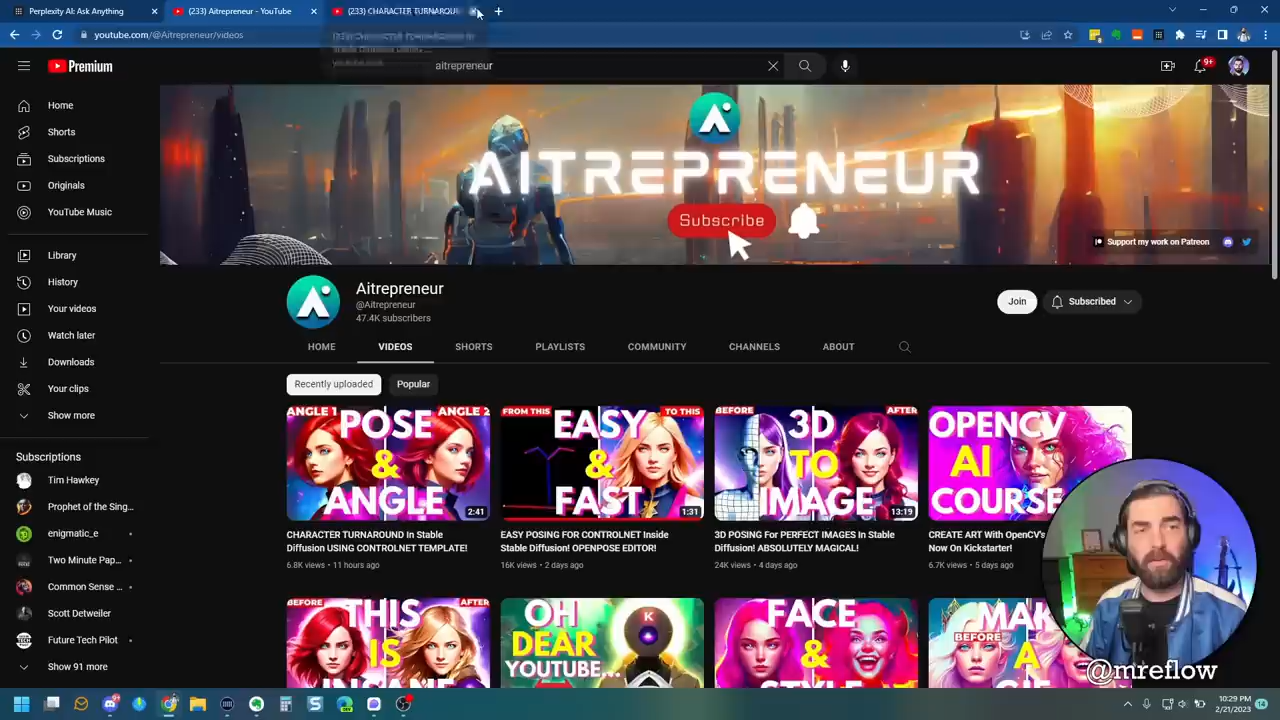 Perplexity AI: Ask Anything
(233) Aitrepreneur - YouTube
(233) CHARACTER TURNAROUN
youtube.com/@Aitrepreneur/videos
Premium
aitrepreneur
9+
Home
Shorts
Subscriptions
Originals
YouTube Music
Library
History
Your videos
Watch later
Downloads
Your clips
Show more
Subscriptions
Tim Hawkey
Prophet of the Sing...
enigmatic_e
Two Minute Pap...
Common Sense ...
Scott Detweiler
Future Tech Pilot
Show 91 more
AITREPRENEUR
Subscribe
Support my work on Patreon
Aitrepreneur
@Aitrepreneur
47.4K subscribers
Join
Subscribed
HOME
VIDEOS
SHORTS
PLAYLISTS
COMMUNITY
CHANNELS
ABOUT
Recently uploaded
Popular
ANGLE 1
ANGLE 2
POSE
&
ANGLE
2:41
CHARACTER TURNAROUND In Stable
Diffusion USING CONTROLNET TEMPLATE!
6.8K views • 11 hours ago
FROM THIS
TO THIS
EASY
&
FAST
1:31
EASY POSING FOR CONTROLNET Inside
Stable Diffusion! OPENPOSE EDITOR!
16K views • 2 days ago
BEFORE
AFTER
3D
TO
IMAGE
13:19
3D POSING For PERFECT IMAGES In Stable
Diffusion! ABSOLUTELY MAGICAL!
24K views • 4 days ago
OPENCV
AI
COURSE
CREATE ART With OpenCV's
Now On Kickstarter!
6.7K views • 5 days ago
BEFORE
AFTER
THIS
IS
INSANE
OH
DEAR
YOUTUBE...
K
FACE
&
STYLE
MAK
BEFORE
A
@mreflow
10:29 PM
2/21/2023